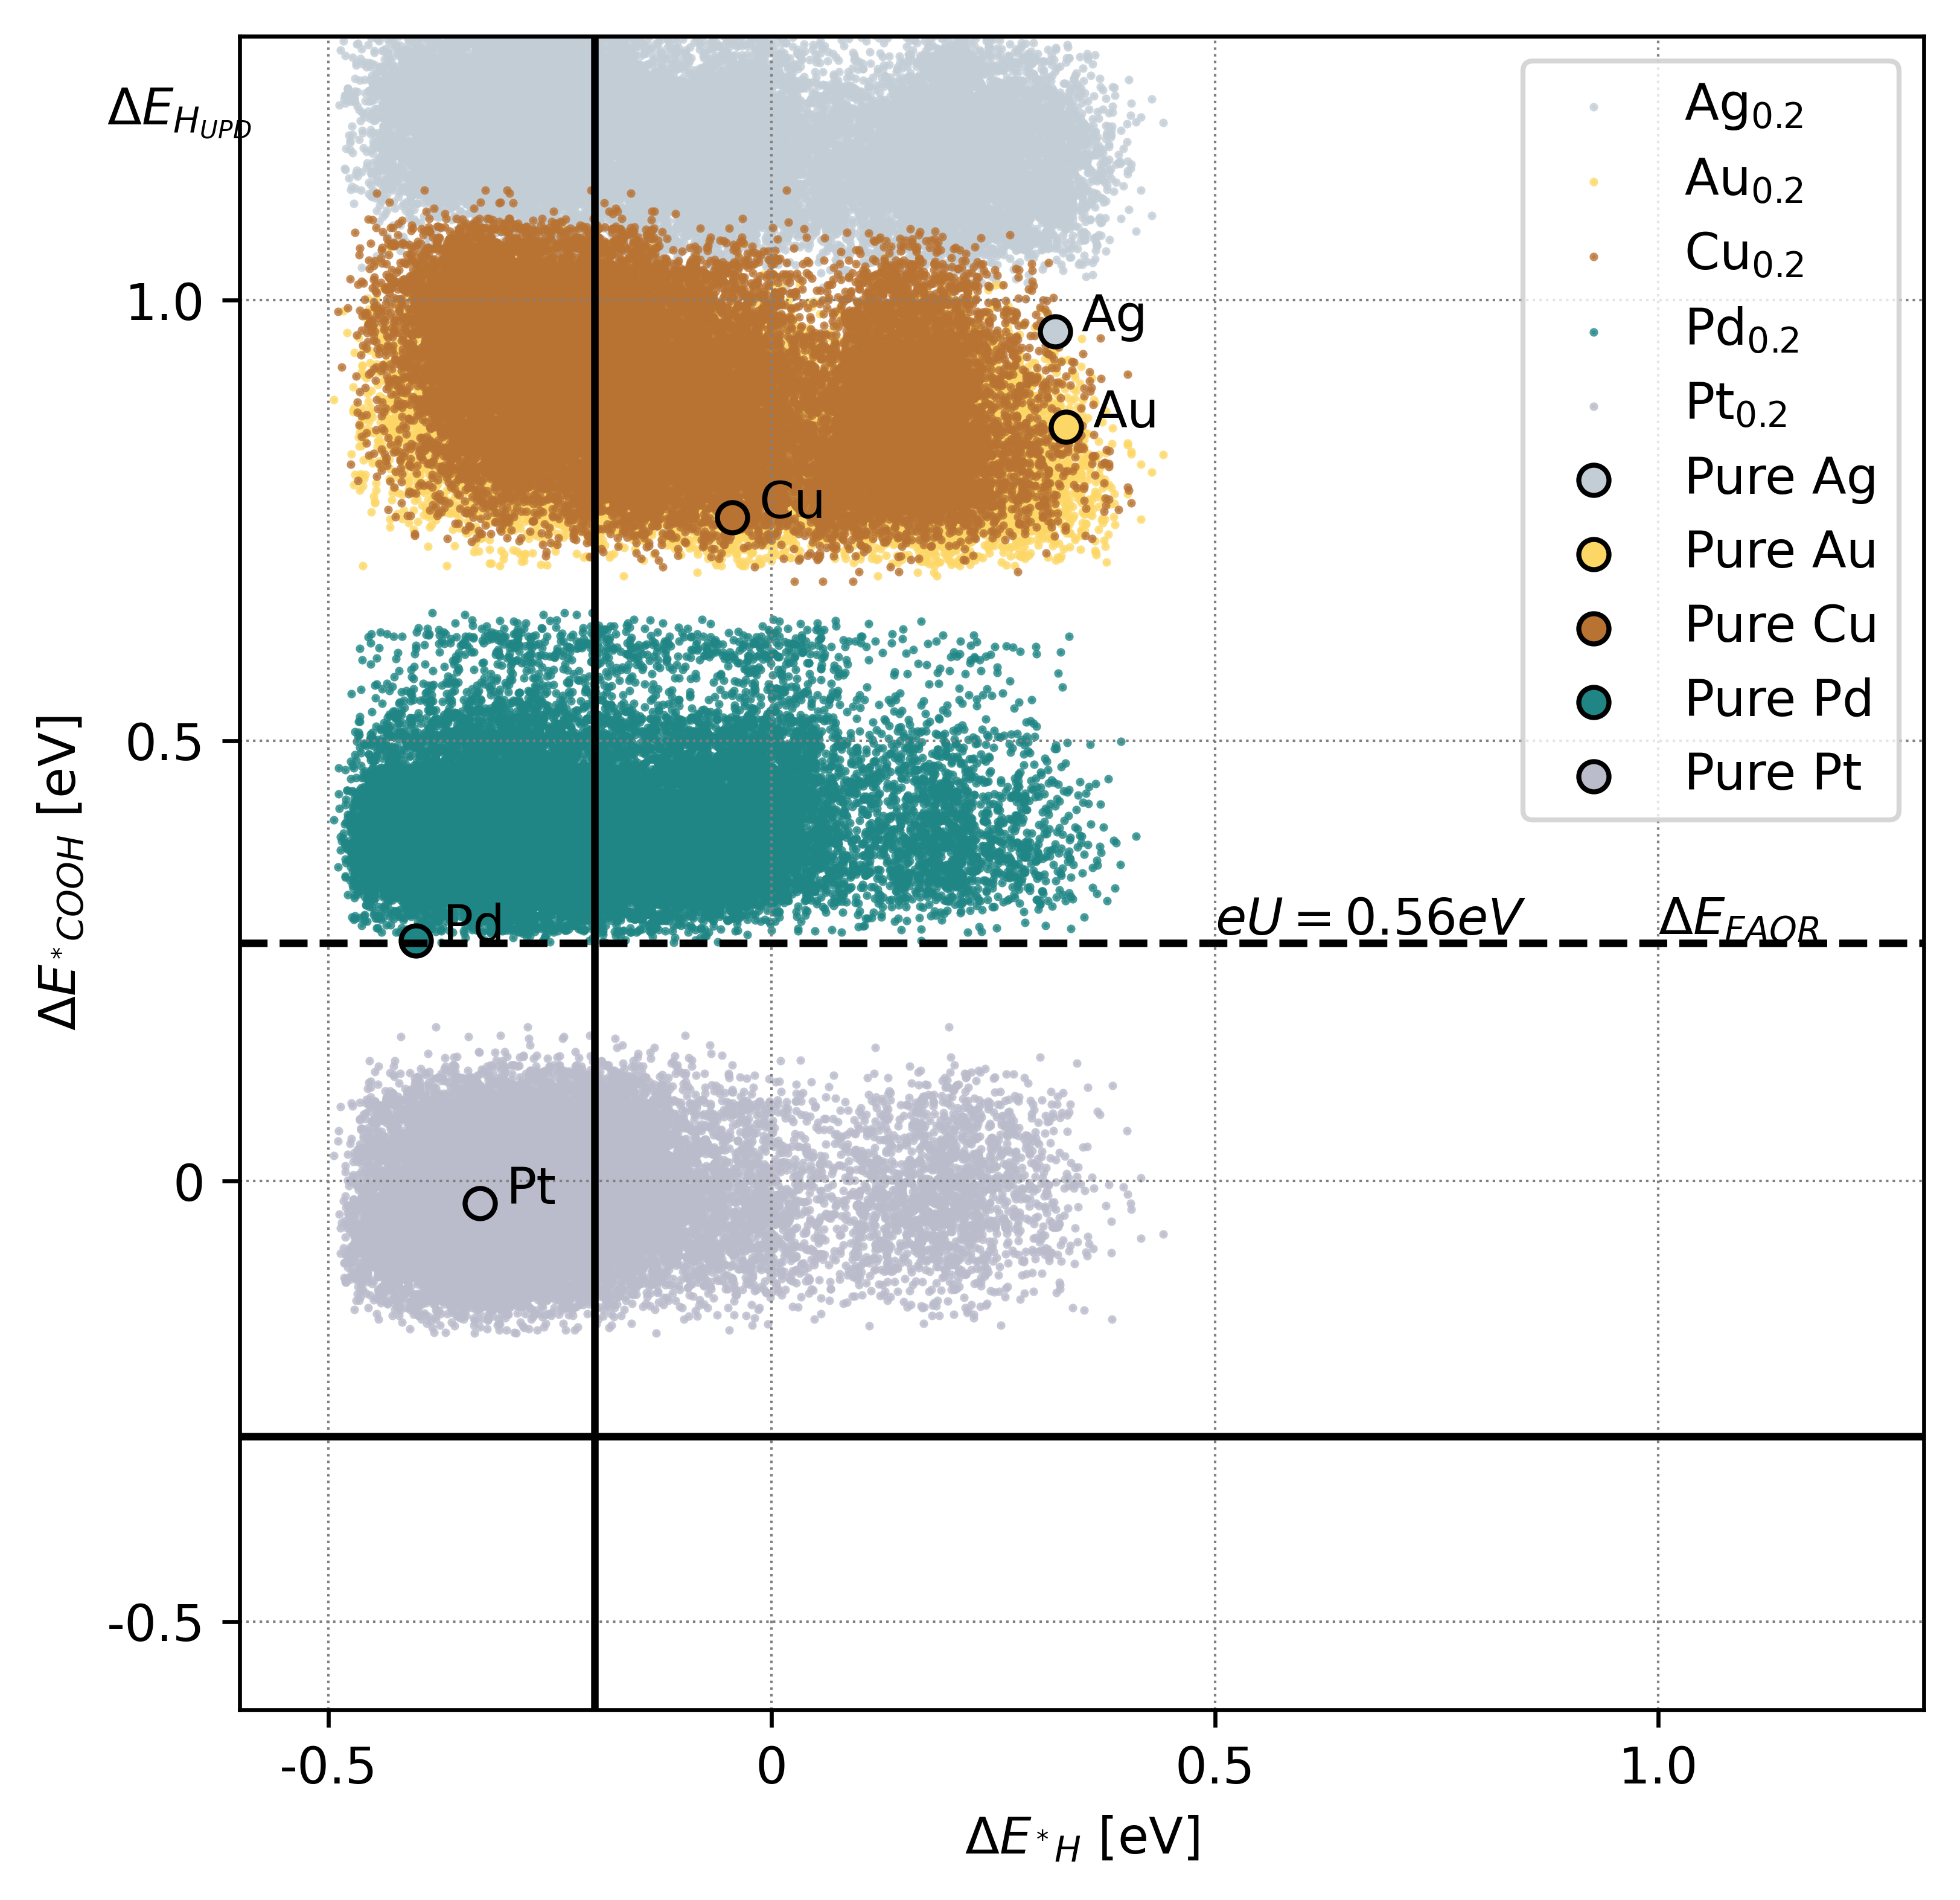 ΔE_{H_{UPD}}
Ag_{0.2}
Au_{0.2}
Cu_{0.2}
Pd_{0.2}
Pt_{0.2}
Pure Ag
Pure Au
Pure Cu
Pure Pd
Pure Pt
Ag
Au
Cu
Pd
Pt
eU = 0.56eV
ΔE_{FAOR}
1.0
0.5
0
-0.5
ΔE_{*COOH} [eV]
-0.5
0
0.5
1.0
ΔE_{*H} [eV]